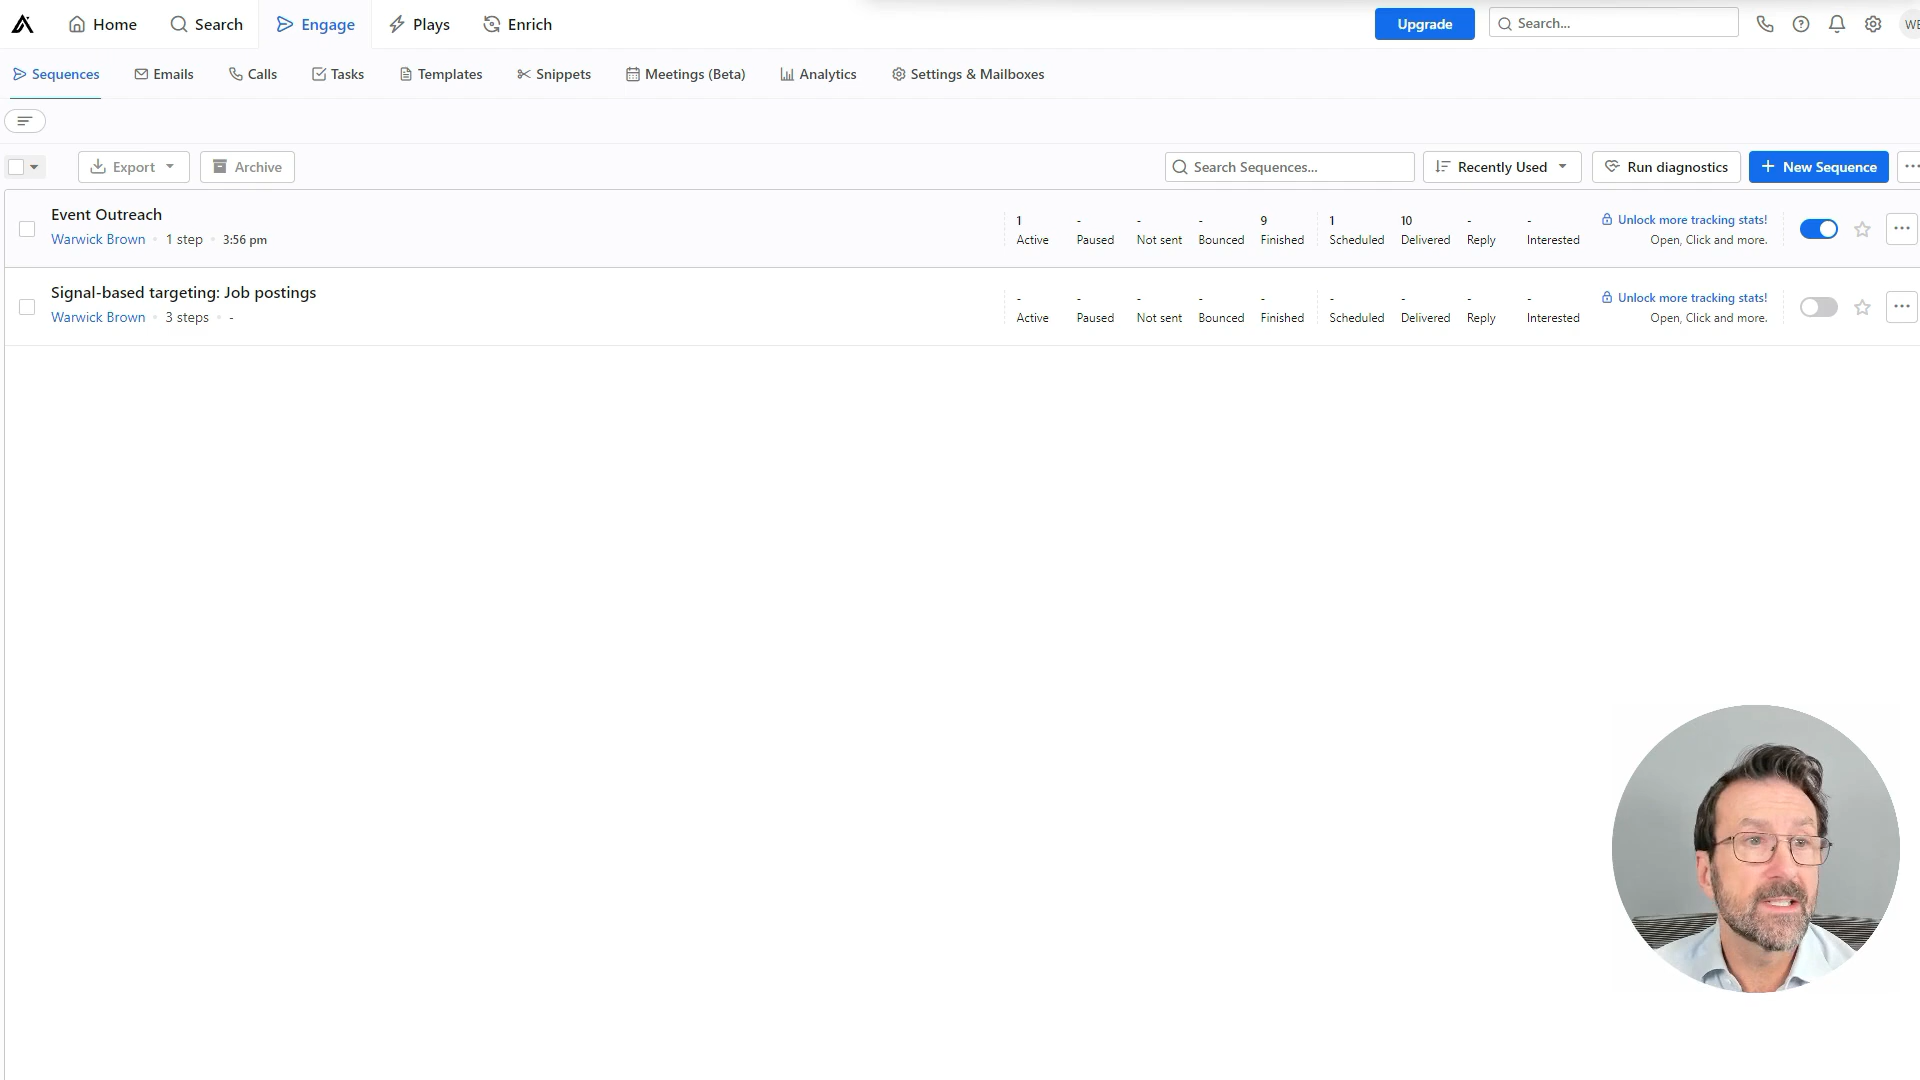 Home Search Engage Plays Enrich Upgrade Search... WE
Sequences Emails Calls Tasks Templates Snippets Meetings (Beta) Analytics Settings & Mailboxes
Export Archive Search Sequences... Recently Used Run diagnostics + New Sequence ...
Event Outreach
Warwick Brown • 1 step • 3:56 pm
1 - - - 9 1 10 - - Unlock more tracking stats!
Active Paused Not sent Bounced Finished Scheduled Delivered Reply Interested Open, Click and more.
Signal-based targeting: Job postings
Warwick Brown • 3 steps • -
- - - - - - - - - Unlock more tracking stats!
Active Paused Not sent Bounced Finished Scheduled Delivered Reply Interested Open, Click and more.